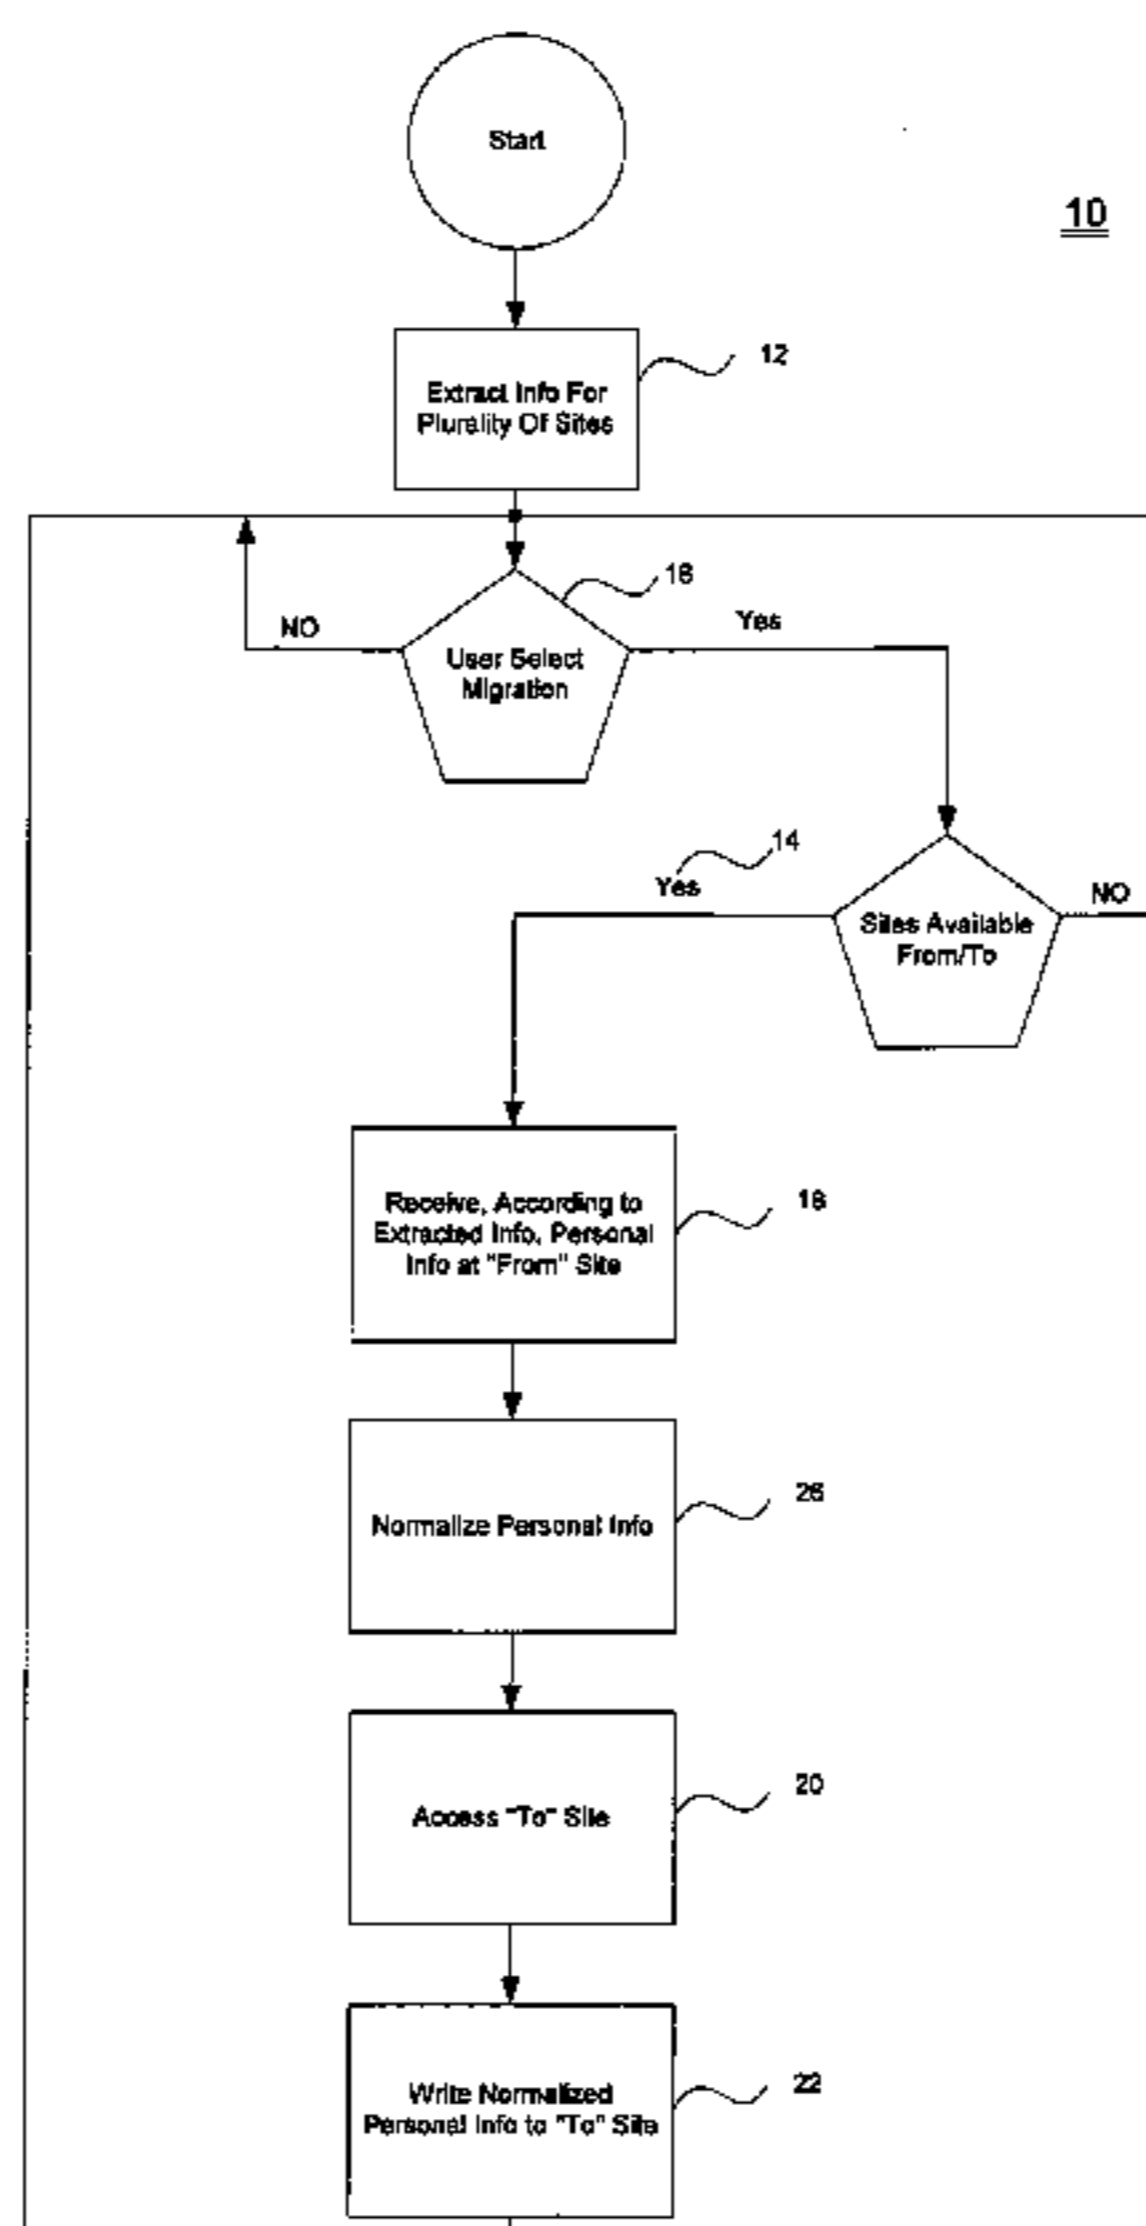 Start
10
12
Extract Info For
Plurality Of Sites
16
NO
Yes
User Select
Migration
14
Yes
NO
Sites Available
From/To
18
Receive, According to
Extracted Info, Personal
Info at "From" Site
26
Normalize Personal Info
20
Access "To" Site
22
Write Normalized
Personal Info to "To" Site